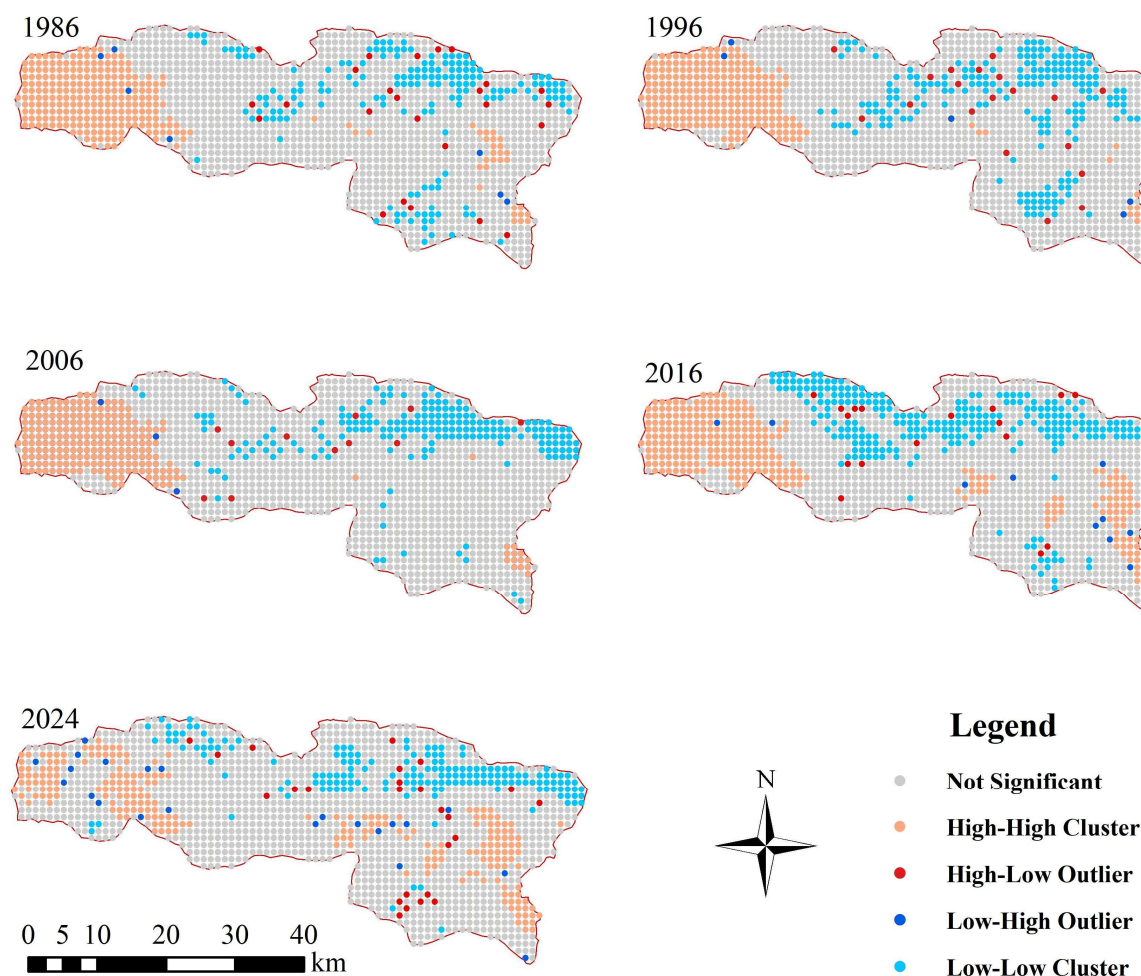 1986
1996
2006
2016
2024
0 5 10 20 30 40
km
N
Legend
Not Significant
High-High Cluster
High-Low Outlier
Low-High Outlier
Low-Low Cluster